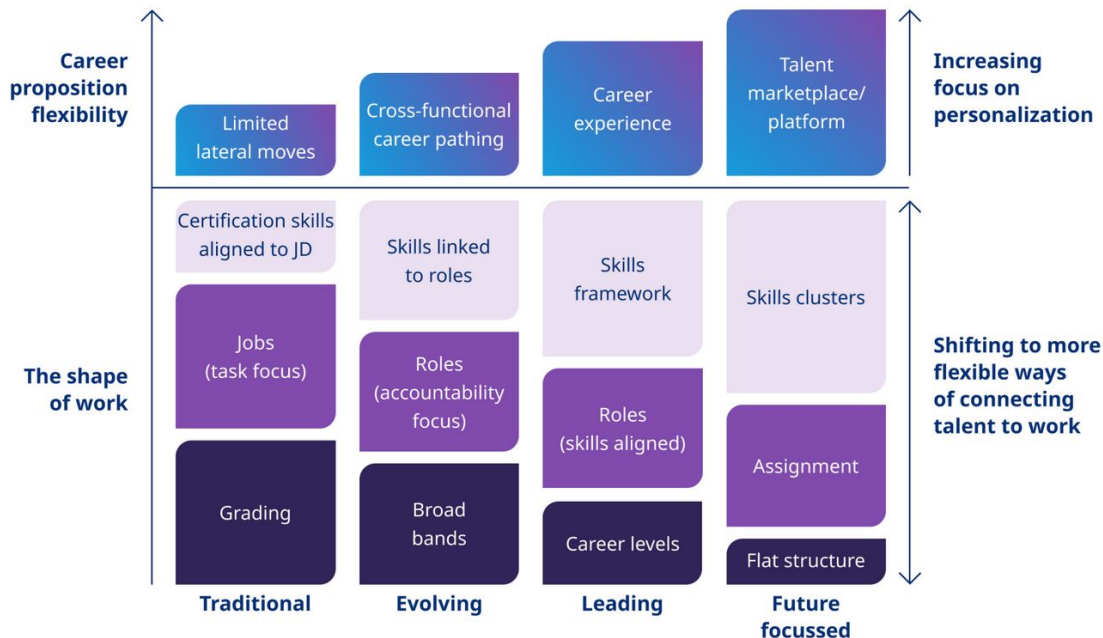 Career
proposition
flexibility
Limited
lateral moves
Cross-functional
career pathing
Career
experience
Talent
marketplace/
platform
Increasing
focus on
personalization
The shape
of work
Certification skills
aligned to JD
Jobs
(task focus)
Grading
Skills linked
to roles
Roles
(accountability
focus)
Broad
bands
Skills
framework
Roles
(skills aligned)
Career levels
Skills clusters
Assignment
Flat structure
Shifting to more
flexible ways
of connecting
talent to work
Traditional
Evolving
Leading
Future
focussed